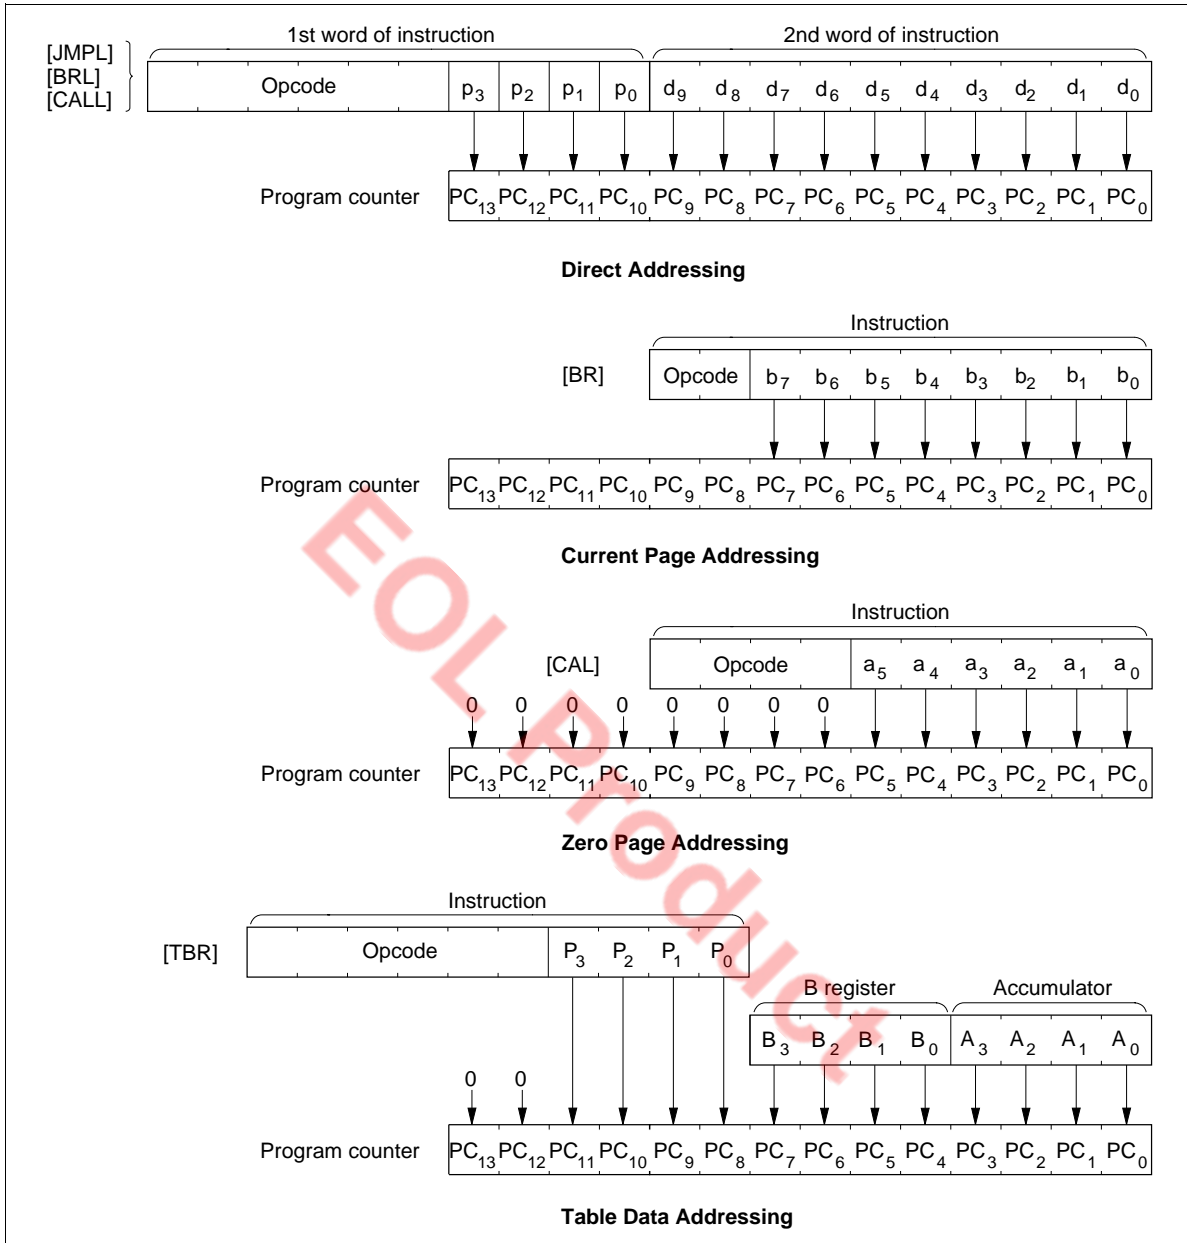 1st word of instruction 2nd word of instruction
[JMPL]
[BRL]
[CALL]
Opcode p3 p2 p1 p0 d9 d8 d7 d6 d5 d4 d3 d2 d1 d0
Program counter PC13 PC12 PC11 PC10 PC9 PC8 PC7 PC6 PC5 PC4 PC3 PC2 PC1 PC0
Direct Addressing
Instruction
[BR] Opcode b7 b6 b5 b4 b3 b2 b1 b0
Program counter PC13 PC12 PC11 PC10 PC9 PC8 PC7 PC6 PC5 PC4 PC3 PC2 PC1 PC0
Current Page Addressing
Instruction
[CAL] Opcode a5 a4 a3 a2 a1 a0
0 0 0 0 0 0 0 0
Program counter PC13 PC12 PC11 PC10 PC9 PC8 PC7 PC6 PC5 PC4 PC3 PC2 PC1 PC0
Zero Page Addressing
Instruction
[TBR] Opcode P3 P2 P1 P0
B register Accumulator
B3 B2 B1 B0 A3 A2 A1 A0
0 0
Program counter PC13 PC12 PC11 PC10 PC9 PC8 PC7 PC6 PC5 PC4 PC3 PC2 PC1 PC0
Table Data Addressing
EOL Product